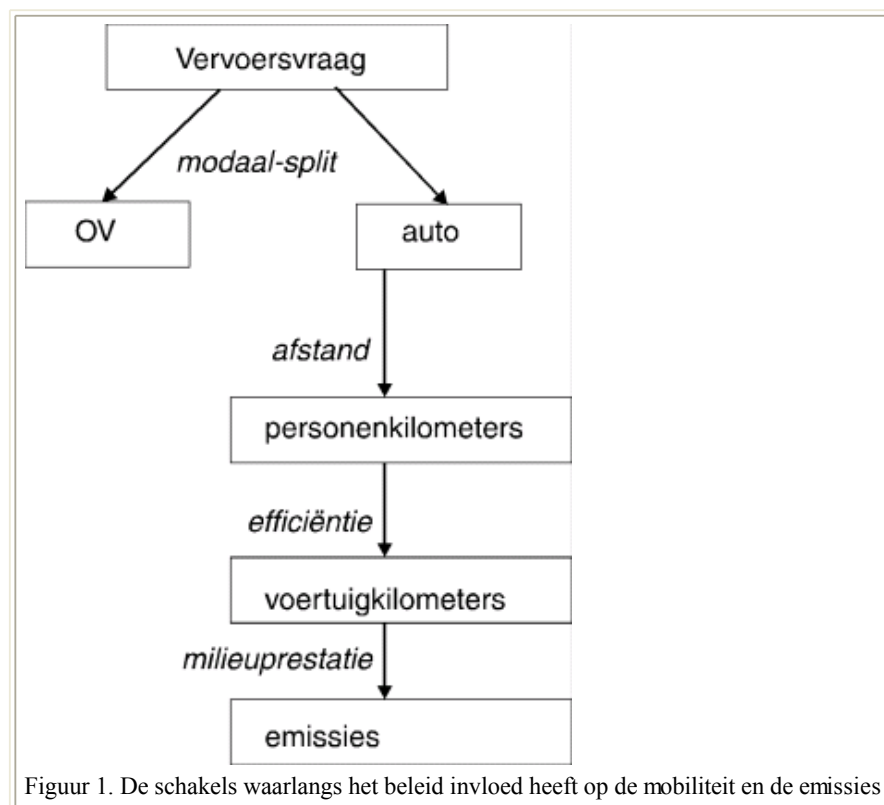 Vervoersvraag
modaal-split
OV
auto
afstand
personenkilometers
efficiëntie
voertuigkilometers
milieuprestatie
emissies
Figuur 1. De schakels waarlangs het beleid invloed heeft op de mobiliteit en de emissies